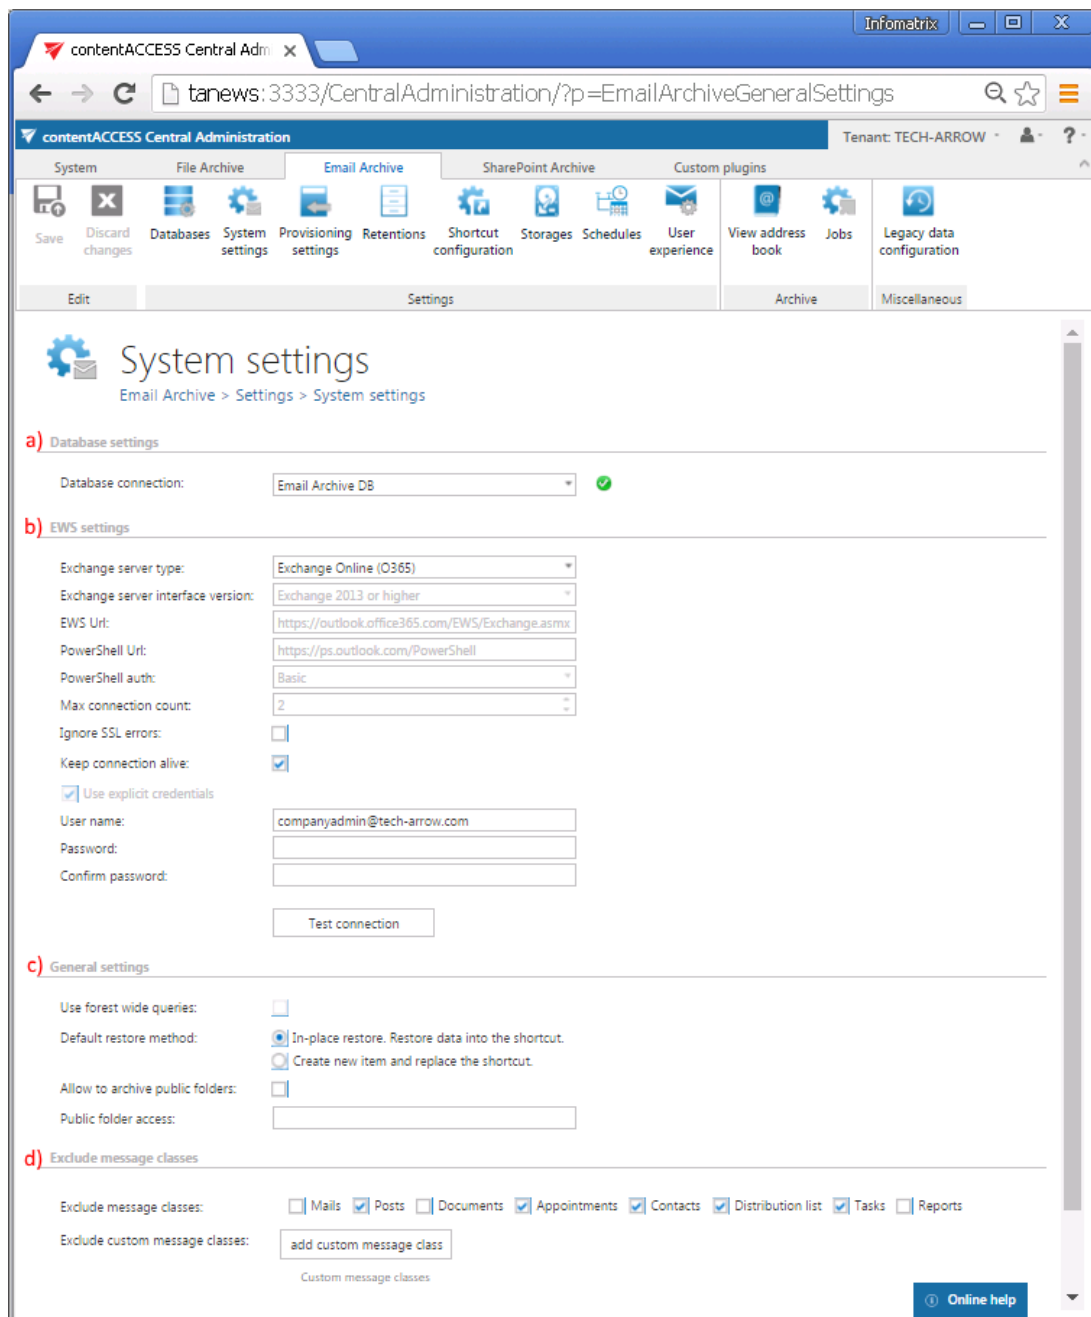 Infomatrix
contentACCESS Central Adm
tanews:3333/CentralAdministration/?p=EmailArchiveGeneralSettings
contentACCESS Central Administration
Tenant: TECH-ARROW
?
System File Archive Email Archive SharePoint Archive Custom plugins
Save Discard changes Databases System settings Provisioning settings Retentions Shortcut configuration Storages Schedules User experience View address book Jobs Legacy data configuration
Edit Settings Archive Miscellaneous
System settings
Email Archive > Settings > System settings
a) Database settings
Database connection: Email Archive DB
b) EWS settings
Exchange server type: Exchange Online (O365)
Exchange server interface version: Exchange 2013 or higher
EWS Url: https://outlook.office365.com/EWS/Exchange.asmx
PowerShell Url: https://ps.outlook.com/PowerShell
PowerShell auth: Basic
Max connection count: 2
Ignore SSL errors:
Keep connection alive:
Use explicit credentials
User name: companyadmin@tech-arrow.com
Password:
Confirm password:
Test connection
c) General settings
Use forest wide queries:
Default restore method: In-place restore. Restore data into the shortcut.
Create new item and replace the shortcut.
Allow to archive public folders:
Public folder access:
d) Exclude message classes
Exclude message classes: Mails Posts Documents Appointments Contacts Distribution list Tasks Reports
Exclude custom message classes: add custom message class
Custom message classes
Online help